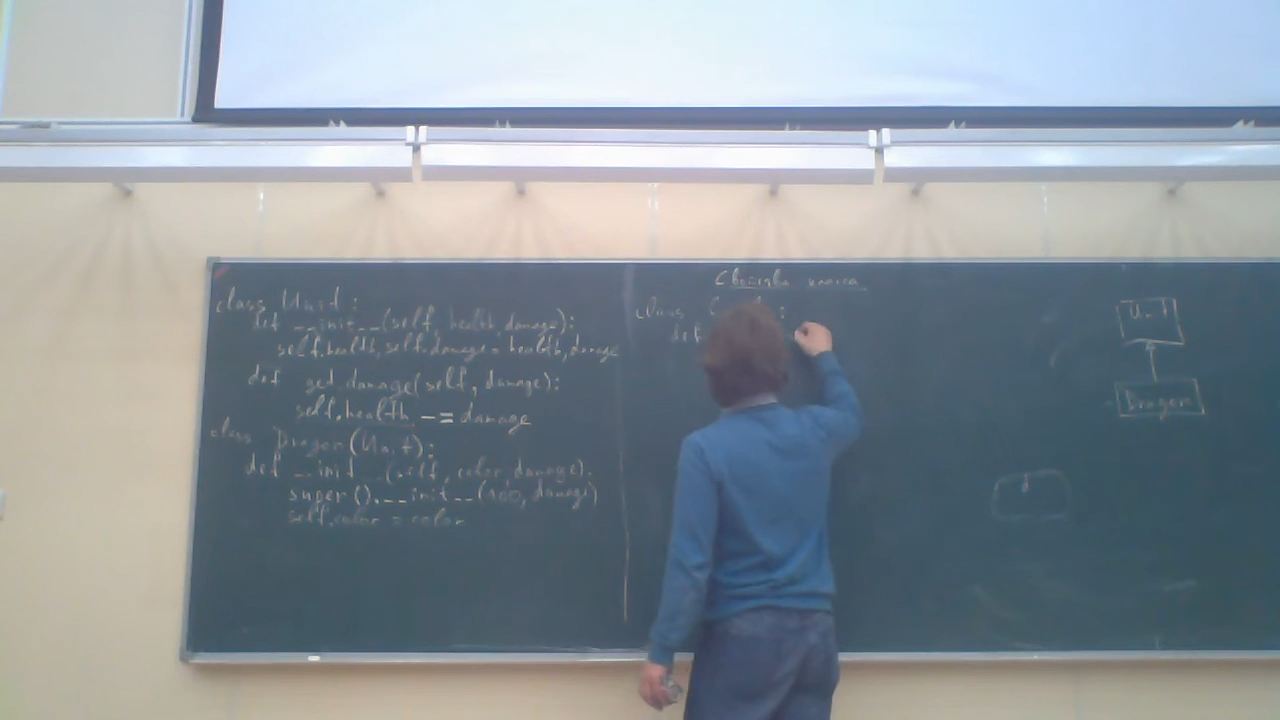 class Unit:
def __init__(self, health, damage):
self.health, self.damage = health, damage
def get_damage(self, damage):
self.health -= damage
class Dragon(Unit):
def __init__(self, color, damage):
super().__init__(100, damage)
self.color = color
Свойства класса
class
def
Unit
Dragon